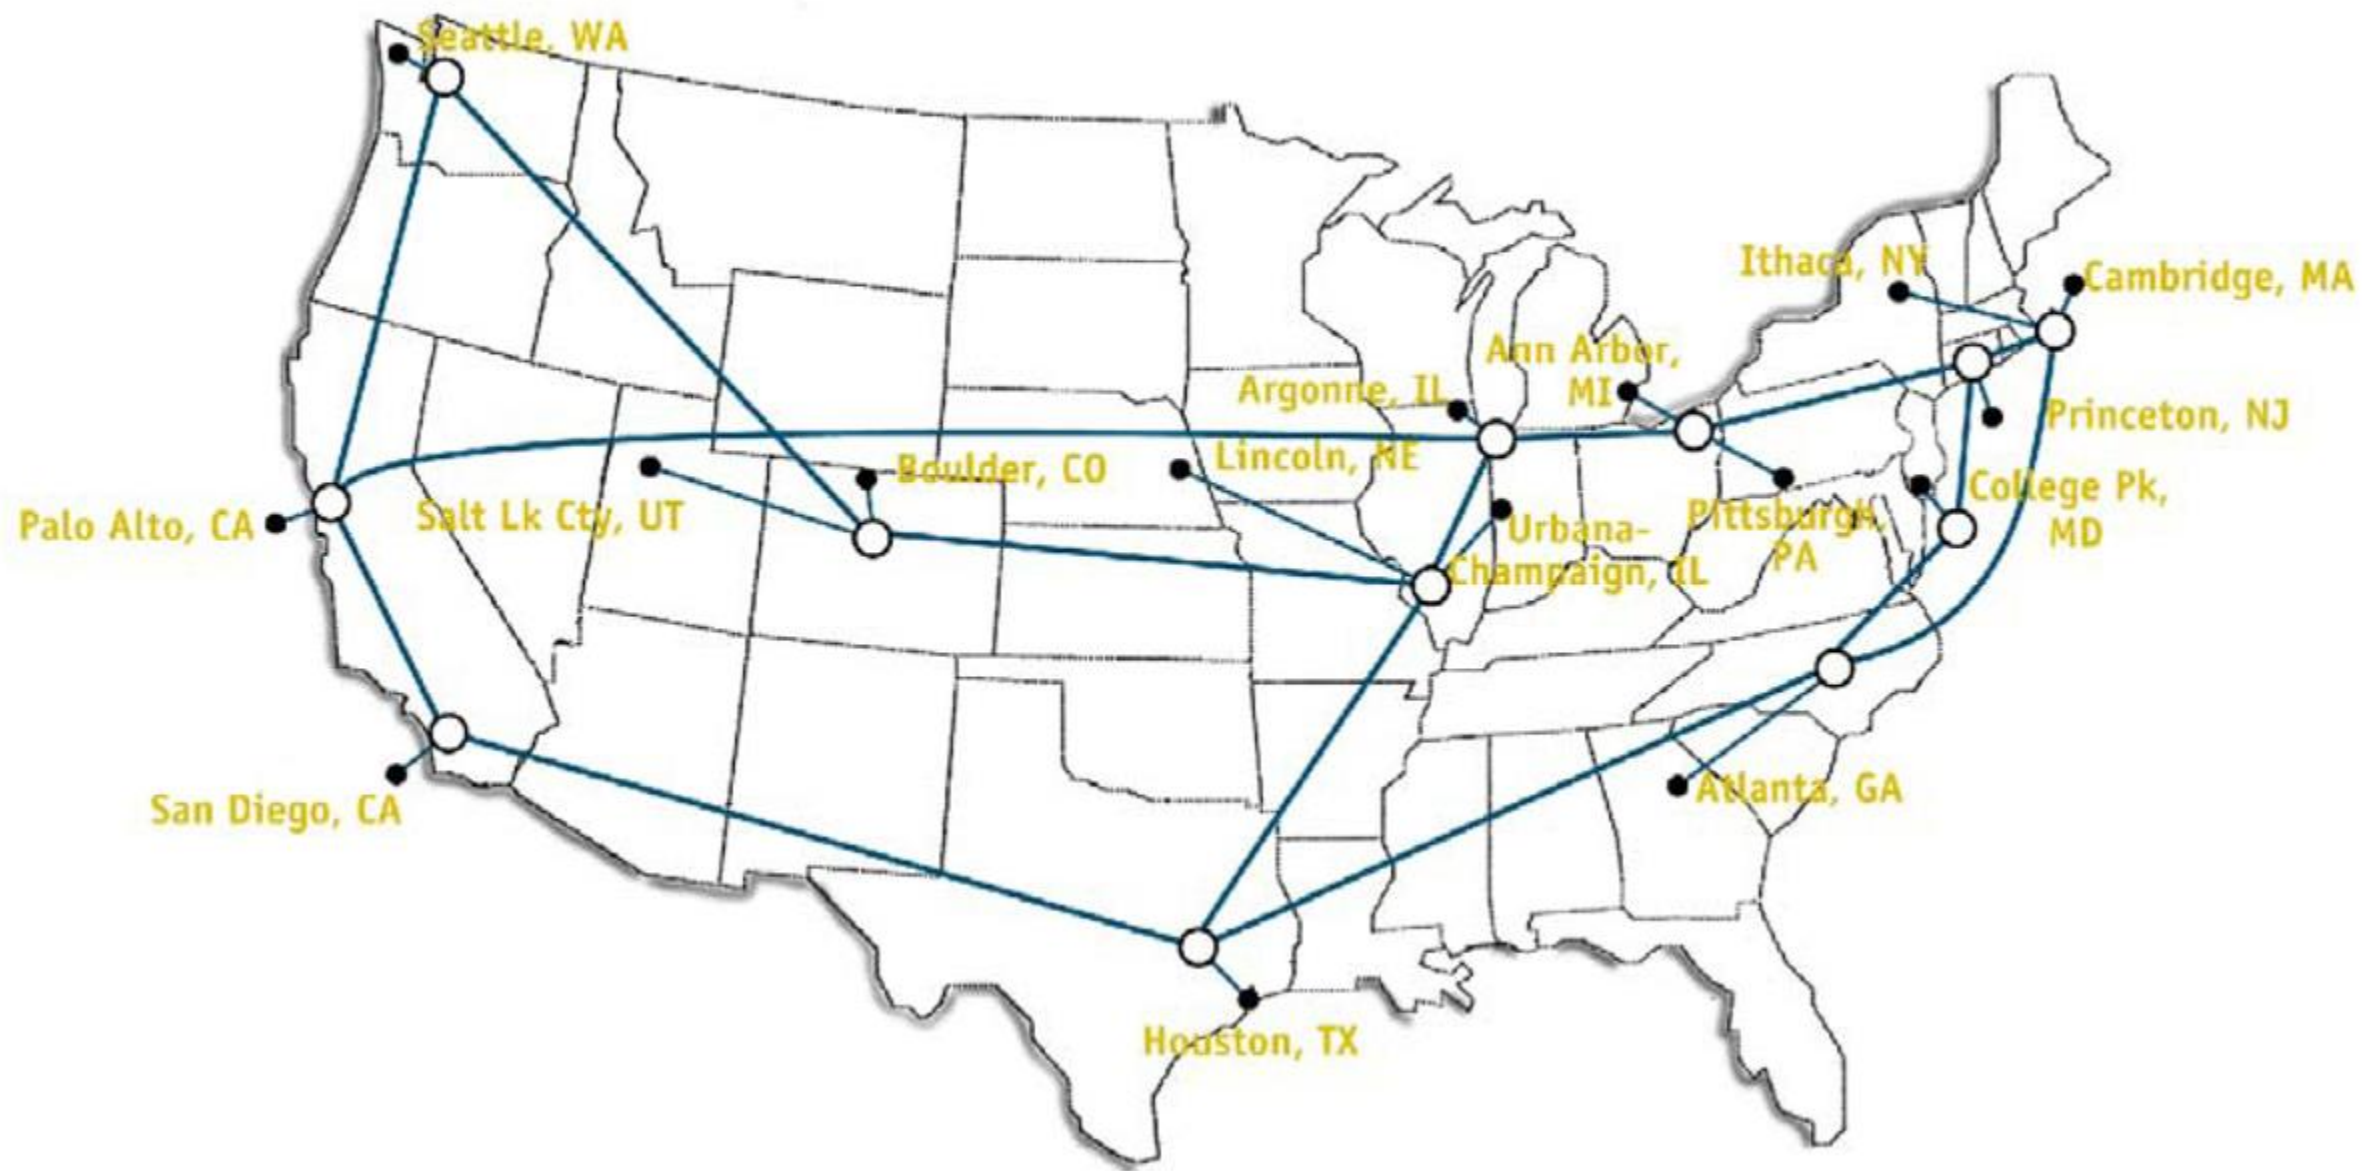 Seattle, WA
Ithaca, NY
Cambridge, MA
Ann Arbor,
MI
Argonne, IL
Princeton, NJ
Lincoln, NE
Boulder, CO
College Pk,
MD
Salt Lk Cty, UT
Palo Alto, CA
Pittsburgh,
PA
Urbana-
Champaign, IL
Atlanta, GA
San Diego, CA
Houston, TX